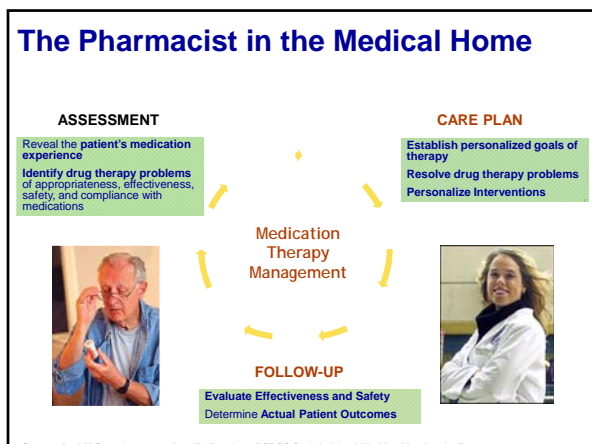 The Pharmacist in the Medical Home
ASSESSMENT
Reveal the patient's medication
experience
Identify drug therapy problems
of appropriateness, effectiveness,
safety, and compliance with
medications
CARE PLAN
Establish personalized goals of
therapy
Resolve drug therapy problems
Personalize Interventions
Medication
Therapy
Management
FOLLOW-UP
Evaluate Effectiveness and Safety
Determine Actual Patient Outcomes